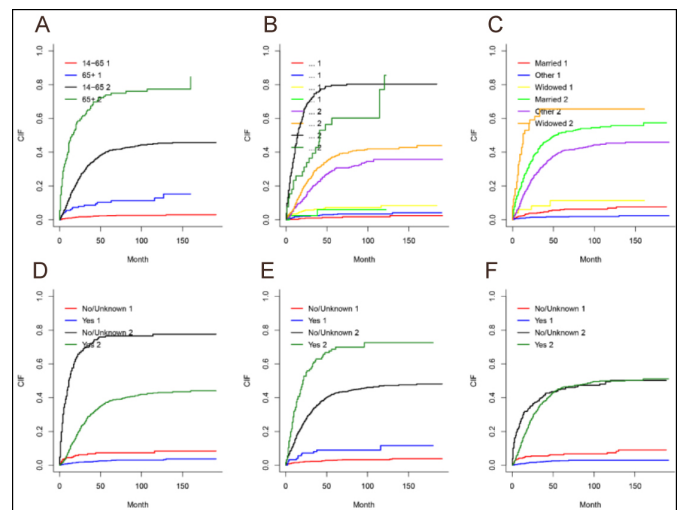 A
B
C
14−65 1
65+ 1
14−65 2
65+ 2
CIF
0.0 0.2 0.4 0.6 0.8 1.0
0 50 100 150
Month
... 1
... 1
... 1
... 1
... 2
... 2
... 2
... 2
CIF
0.0 0.2 0.4 0.6 0.8 1.0
0 50 100 150
Month
Married 1
Other 1
Widowed 1
Married 2
Other 2
Widowed 2
CIF
0.0 0.2 0.4 0.6 0.8 1.0
0 50 100 150
Month
D
E
F
No/Unknown 1
Yes 1
No/Unknown 2
Yes 2
CIF
0.0 0.2 0.4 0.6 0.8 1.0
0 50 100 150
Month
No/Unknown 1
Yes 1
No/Unknown 2
Yes 2
CIF
0.0 0.2 0.4 0.6 0.8 1.0
0 50 100 150
Month
No/Unknown 1
Yes 1
No/Unknown 2
Yes 2
CIF
0.0 0.2 0.4 0.6 0.8 1.0
0 50 100 150
Month